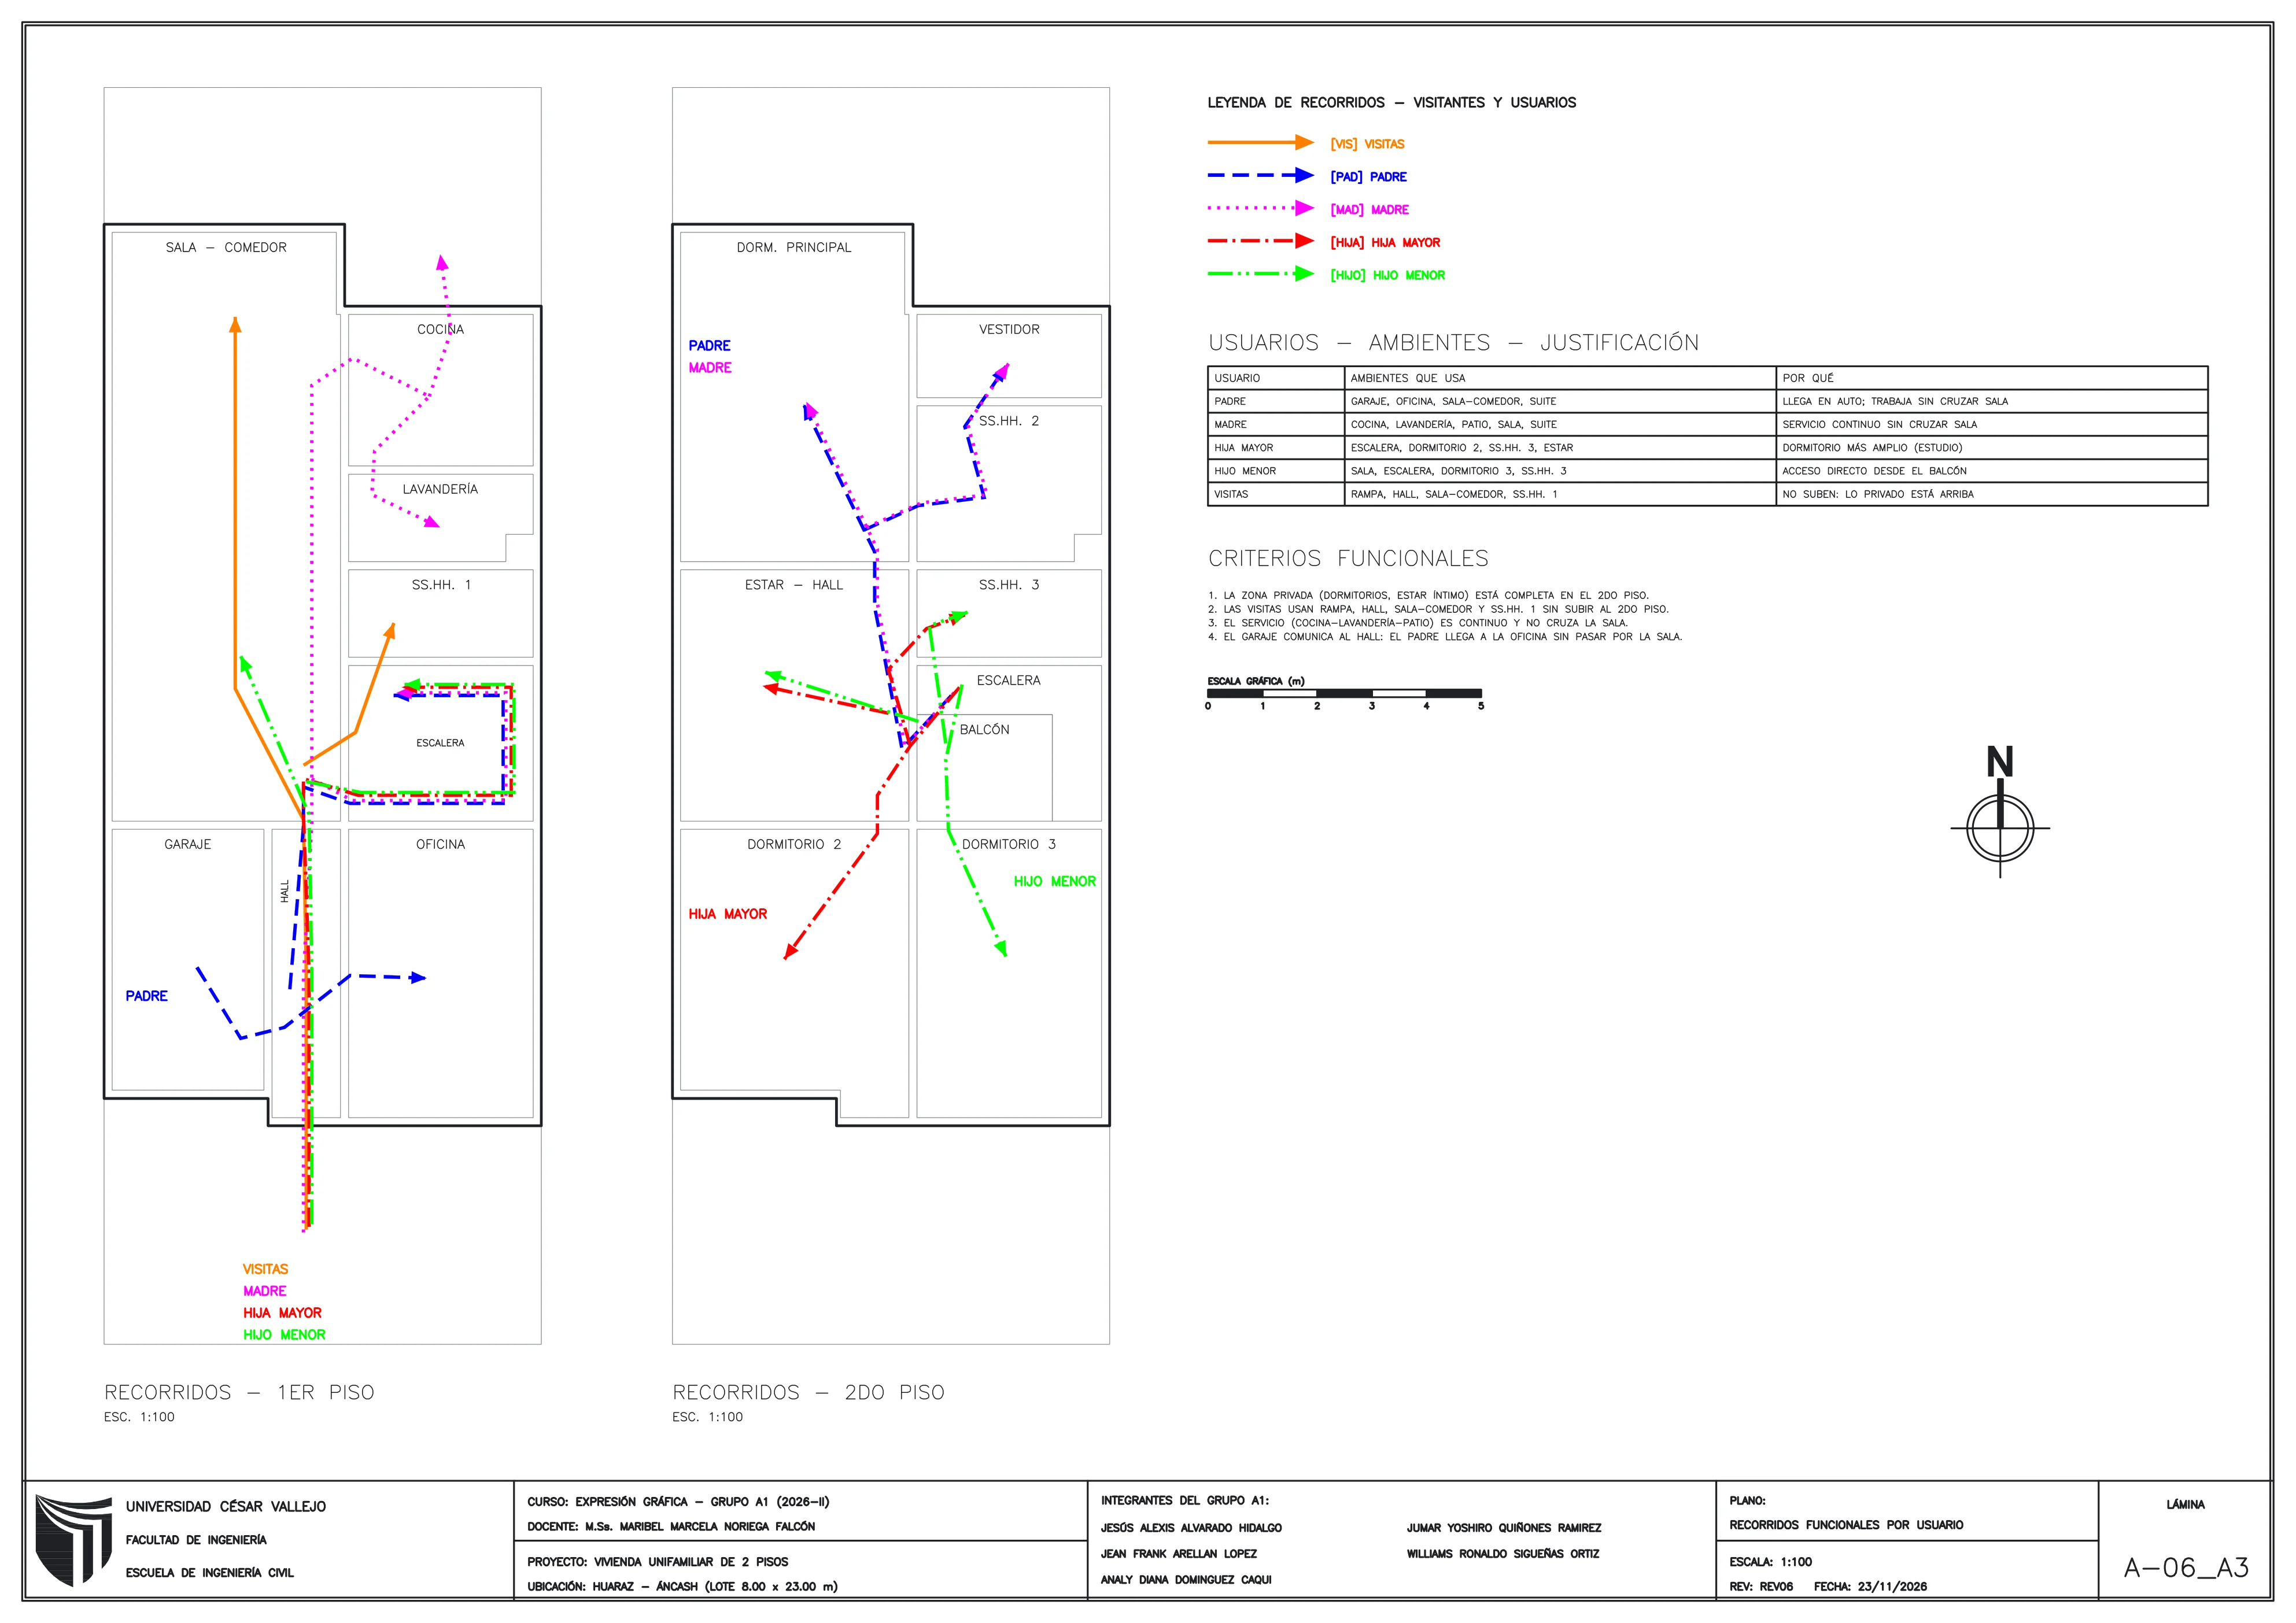 SALA – COMEDOR
COCINA
LAVANDERÍA
SS.HH. 1
ESCALERA
GARAJE
HALL
OFICINA
PADRE
VISITAS
MADRE
HIJA MAYOR
HIJO MENOR
RECORRIDOS – 1ER PISO
ESC. 1:100
DORM. PRINCIPAL
PADRE
MADRE
VESTIDOR
SS.HH. 2
ESTAR – HALL
SS.HH. 3
ESCALERA
BALCÓN
DORMITORIO 2
DORMITORIO 3
HIJO MENOR
HIJA MAYOR
RECORRIDOS – 2DO PISO
ESC. 1:100
LEYENDA DE RECORRIDOS – VISITANTES Y USUARIOS
[VIS] VISITAS
[PAD] PADRE
[MAD] MADRE
[HIJA] HIJA MAYOR
[HIJO] HIJO MENOR
USUARIOS – AMBIENTES – JUSTIFICACIÓN
USUARIO AMBIENTES QUE USA POR QUÉ
PADRE GARAJE, OFICINA, SALA-COMEDOR, SUITE LLEGA EN AUTO; TRABAJA SIN CRUZAR SALA
MADRE COCINA, LAVANDERÍA, PATIO, SALA, SUITE SERVICIO CONTINUO SIN CRUZAR SALA
HIJA MAYOR ESCALERA, DORMITORIO 2, SS.HH. 3, ESTAR DORMITORIO MÁS AMPLIO (ESTUDIO)
HIJO MENOR SALA, ESCALERA, DORMITORIO 3, SS.HH. 3 ACCESO DIRECTO DESDE EL BALCÓN
VISITAS RAMPA, HALL, SALA-COMEDOR, SS.HH. 1 NO SUBEN: LO PRIVADO ESTÁ ARRIBA
CRITERIOS FUNCIONALES
1. LA ZONA PRIVADA (DORMITORIOS, ESTAR ÍNTIMO) ESTÁ COMPLETA EN EL 2DO PISO.
2. LAS VISITAS USAN RAMPA, HALL, SALA-COMEDOR Y SS.HH. 1 SIN SUBIR AL 2DO PISO.
3. EL SERVICIO (COCINA-LAVANDERÍA-PATIO) ES CONTINUO Y NO CRUZA LA SALA.
4. EL GARAJE COMUNICA AL HALL: EL PADRE LLEGA A LA OFICINA SIN PASAR POR LA SALA.
ESCALA GRÁFICA (m)
0 1 2 3 4 5
N
UNIVERSIDAD CÉSAR VALLEJO
FACULTAD DE INGENIERÍA
ESCUELA DE INGENIERÍA CIVIL
CURSO: EXPRESIÓN GRÁFICA – GRUPO A1 (2026-II)
DOCENTE: M.Ss. MARIBEL MARCELA NORIEGA FALCÓN
PROYECTO: VIVIENDA UNIFAMILIAR DE 2 PISOS
UBICACIÓN: HUARAZ – ÁNCASH (LOTE 8.00 x 23.00 m)
INTEGRANTES DEL GRUPO A1:
JESÚS ALEXIS ALVARADO HIDALGO
JEAN FRANK ARELLAN LOPEZ
ANALY DIANA DOMINGUEZ CAQUI
JUMAR YOSHIRO QUIÑONES RAMIREZ
WILLIAMS RONALDO SIGUEÑAS ORTIZ
PLANO:
RECORRIDOS FUNCIONALES POR USUARIO
ESCALA: 1:100
REV: REV06 FECHA: 23/11/2026
LÁMINA
A-06_A3